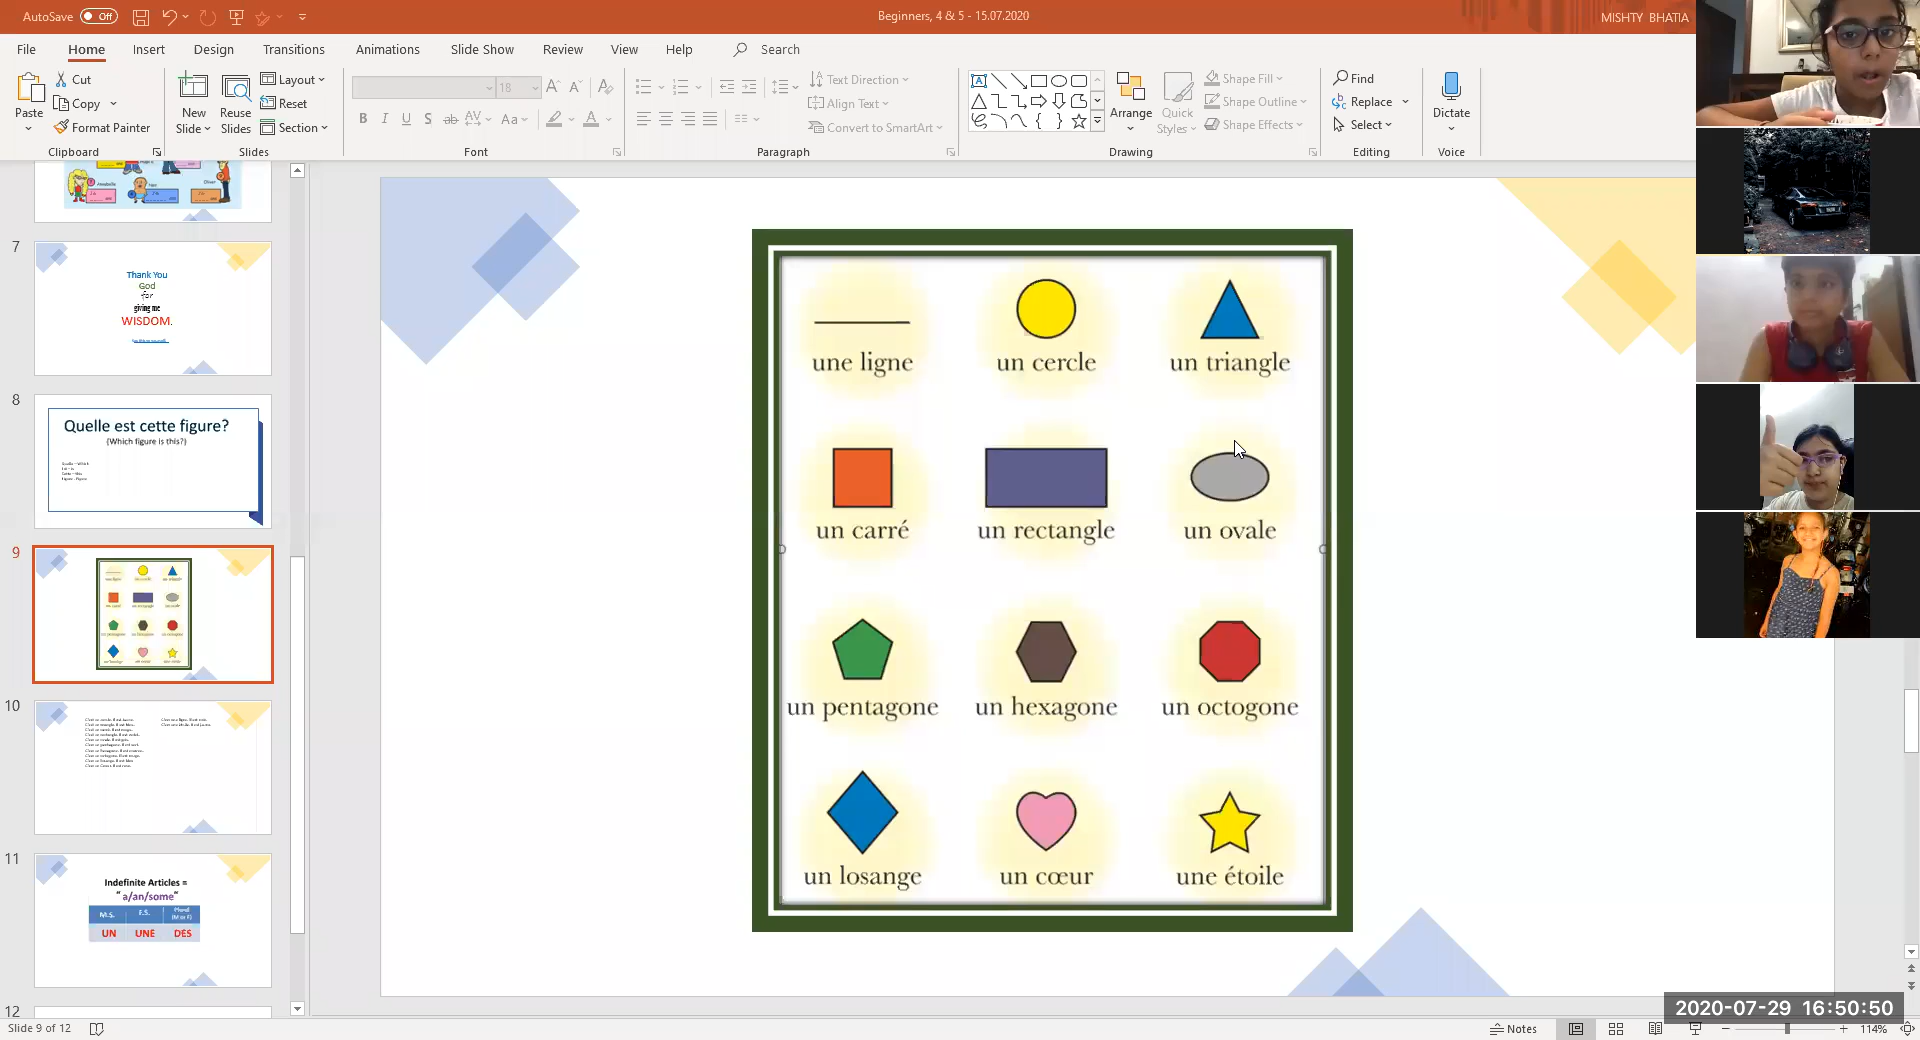 AutoSave Off
Beginners, 4 & 5 - 15.07.2020
MISHTY BHATIA
File Home Insert Design Transitions Animations Slide Show Review View Help Search
Paste
Cut
Copy
Format Painter
Clipboard
New Slide
Reuse Slides
Layout
Reset
Section
Slides
18
Font
Text Direction
Align Text
Convert to SmartArt
Paragraph
Arrange
Quick Styles
Shape Fill
Shape Outline
Shape Effects
Drawing
Find
Replace
Select
Editing
Dictate
Voice
7
Thank You
God
for
giving me
WISDOM.
8
Quelle est cette figure?
(Which figure is this?)
9
10
11
Indefinite Articles =
"a/an/some"
M.S. F.S. Plural (M or F)
UN UNE DES
12
une ligne
un cercle
un triangle
un carré
un rectangle
un ovale
un pentagone
un hexagone
un octogone
un losange
un cœur
une étoile
2020-07-29 16:50:50
Slide 9 of 12
Notes
114%